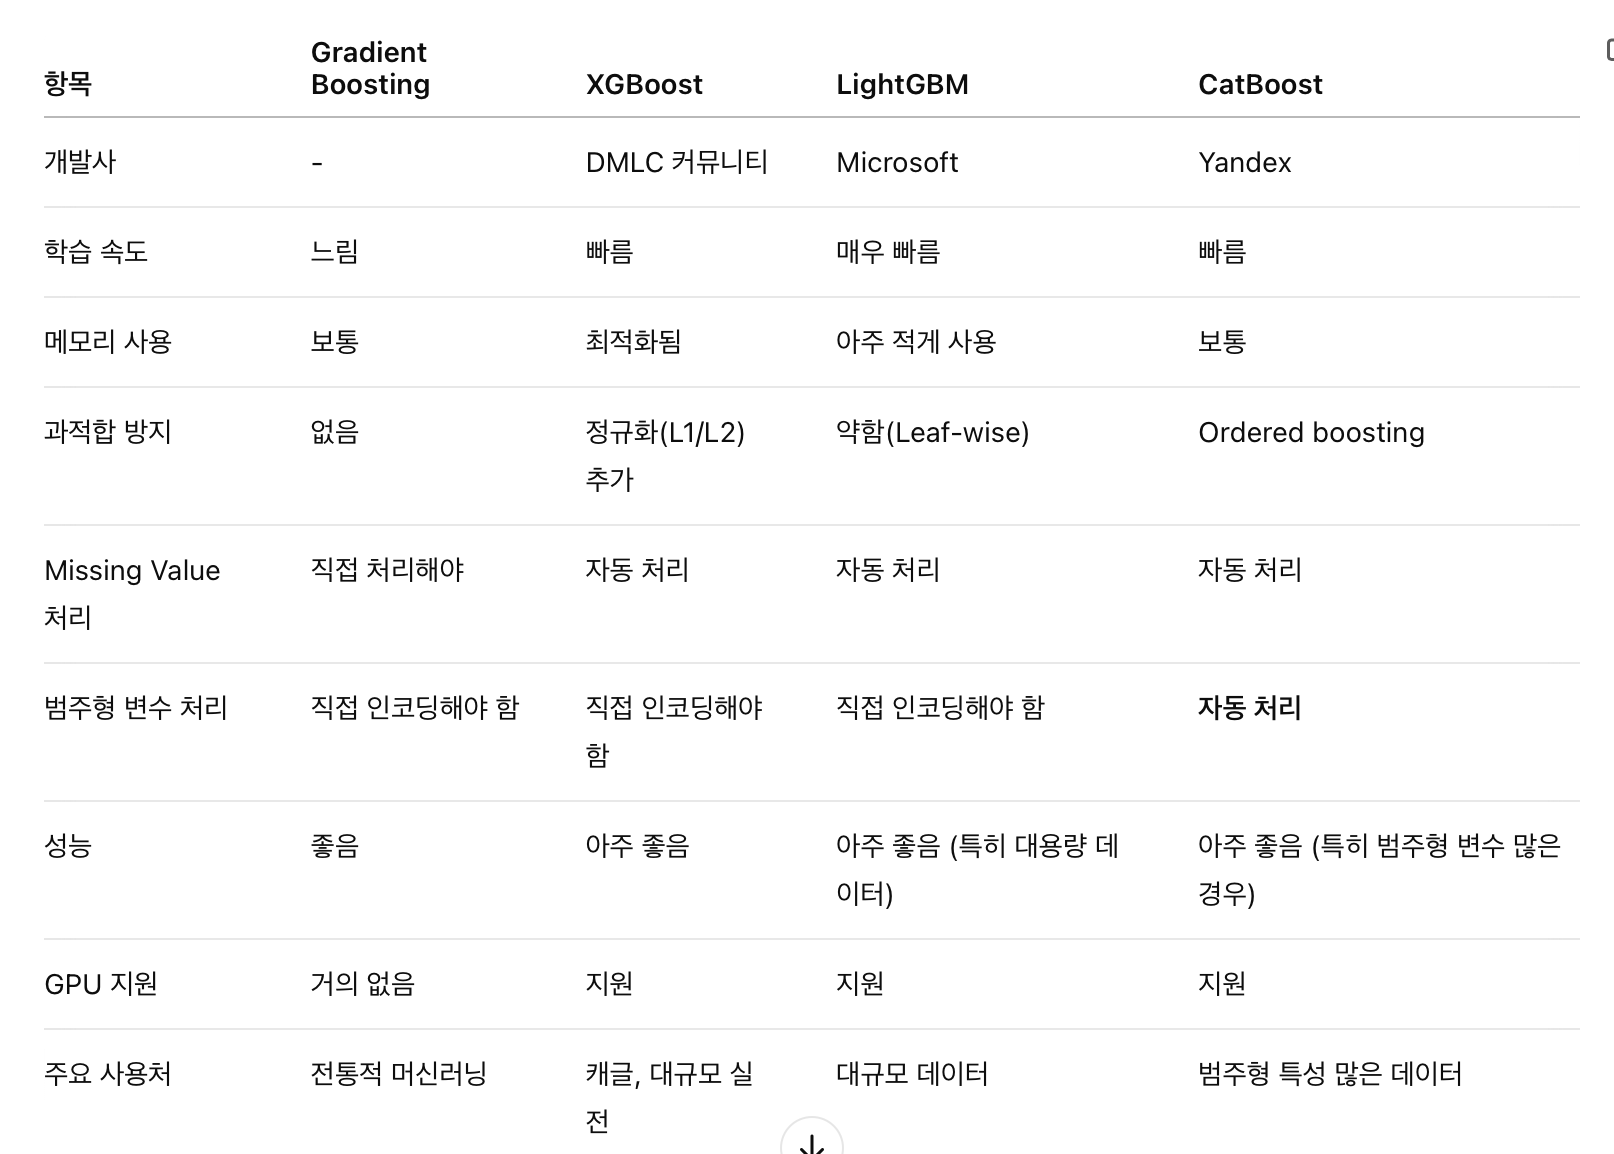 항목 Gradient Boosting XGBoost LightGBM CatBoost
개발사 - DMLC 커뮤니티 Microsoft Yandex
학습 속도 느림 빠름 매우 빠름 빠름
메모리 사용 보통 최적화됨 아주 적게 사용 보통
과적합 방지 없음 정규화(L1/L2) 추가 약함(Leaf-wise) Ordered boosting
Missing Value 처리 직접 처리해야 자동 처리 자동 처리 자동 처리
범주형 변수 처리 직접 인코딩해야 함 직접 인코딩해야 함 직접 인코딩해야 함 자동 처리
성능 좋음 아주 좋음 아주 좋음 (특히 대용량 데이터) 아주 좋음 (특히 범주형 변수 많은 경우)
GPU 지원 거의 없음 지원 지원 지원
주요 사용처 전통적 머신러닝 캐글, 대규모 실전 대규모 데이터 범주형 특성 많은 데이터